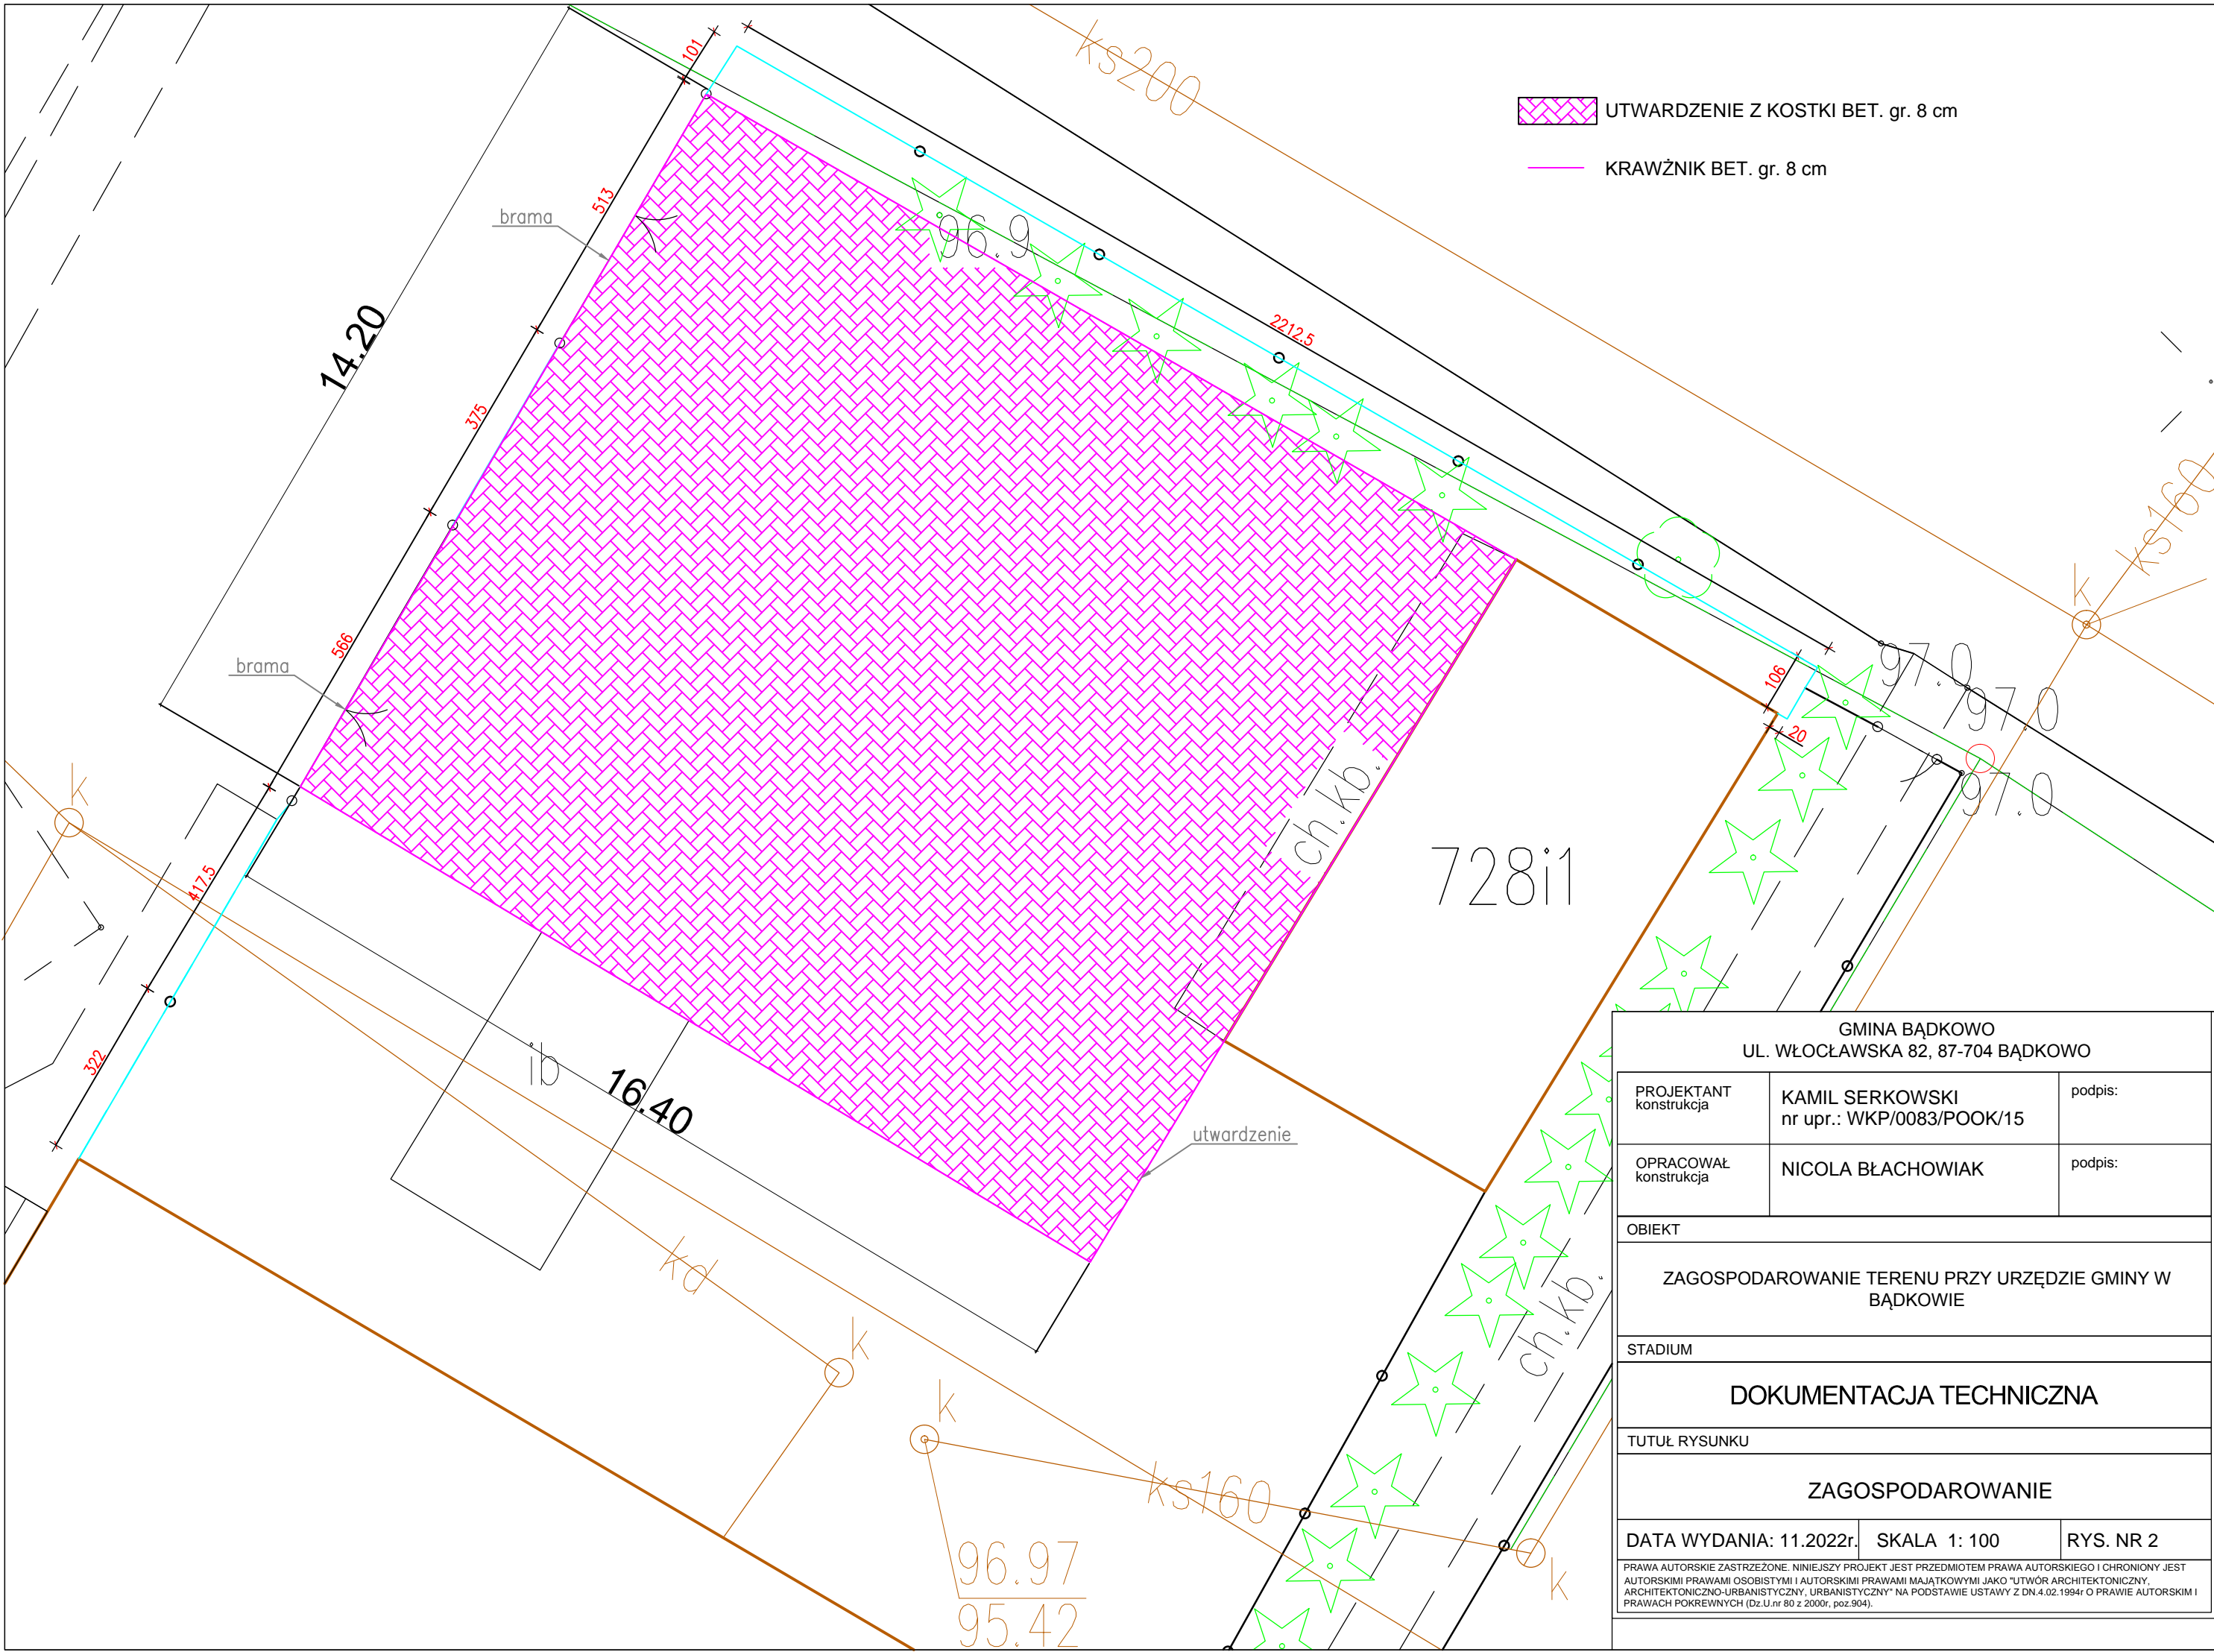 ks200
UTWARDZENIE Z KOSTKI BET. gr. 8 cm
KRAWŻNIK BET. gr. 8 cm
101
513
brama
96.9
14.20
2212.5
375
ks160
k
566
brama
97.0
106
97.0
20
k
97.0
ch.kb.
728i1
417.5
322
ib
16.40
utwardzenie
kd
k
ch.kb.
k
ks160
k
96.97
95.42
GMINA BĄDKOWO
UL. WŁOCŁAWSKA 82, 87-704 BĄDKOWO
PROJEKTANT
konstrukcja
KAMIL SERKOWSKI
nr upr.: WKP/0083/POOK/15
podpis:
OPRACOWAŁ
konstrukcja
NICOLA BŁACHOWIAK
podpis:
OBIEKT
ZAGOSPODAROWANIE TERENU PRZY URZĘDZIE GMINY W
BĄDKOWIE
STADIUM
DOKUMENTACJA TECHNICZNA
TUTUŁ RYSUNKU
ZAGOSPODAROWANIE
DATA WYDANIA: 11.2022r. SKALA 1: 100 RYS. NR 2
PRAWA AUTORSKIE ZASTRZEŻONE. NINIEJSZY PROJEKT JEST PRZEDMIOTEM PRAWA AUTORSKIEGO I CHRONIONY JEST
AUTORSKIMI PRAWAMI OSOBISTYMI I AUTORSKIMI PRAWAMI MAJĄTKOWYMI JAKO "UTWÓR ARCHITEKTONICZNY,
ARCHITEKTONICZNO-URBANISTYCZNY, URBANISTYCZNY" NA PODSTAWIE USTAWY Z DN.4.02.1994r O PRAWIE AUTORSKIM I
PRAWACH POKREWNYCH (Dz.U.nr 80 z 2000r, poz.904).